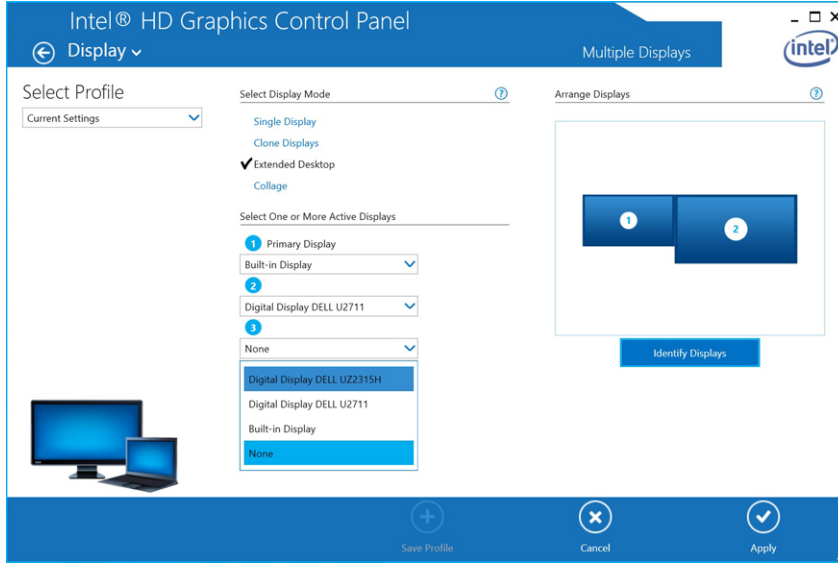 Intel® HD Graphics Control Panel
Display
Multiple Displays
intel
Select Profile
Current Settings
Select Display Mode
?
Single Display
Clone Displays
Extended Desktop
Collage
Select One or More Active Displays
1 Primary Display
Built-in Display
2
Digital Display DELL U2711
3
None
Digital Display DELL UZ2315H
Digital Display DELL U2711
Built-in Display
None
Arrange Displays
?
1
2
Identify Displays
Save Profile
Cancel
Apply